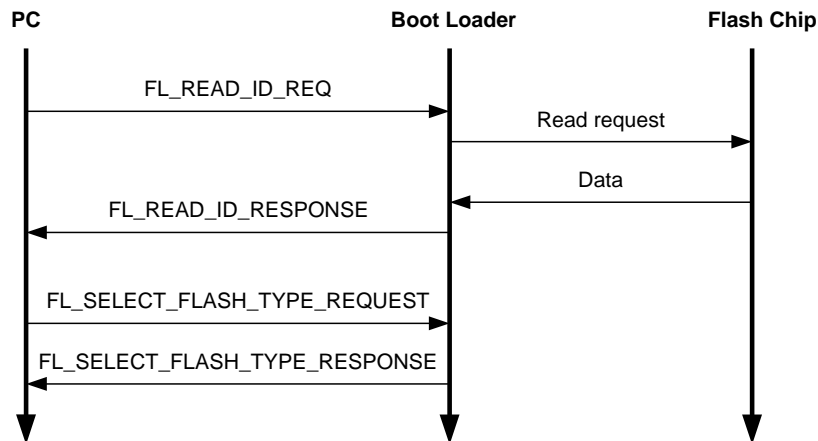 PC
Boot Loader
Flash Chip
FL_READ_ID_REQ
Read request
Data
FL_READ_ID_RESPONSE
FL_SELECT_FLASH_TYPE_REQUEST
FL_SELECT_FLASH_TYPE_RESPONSE